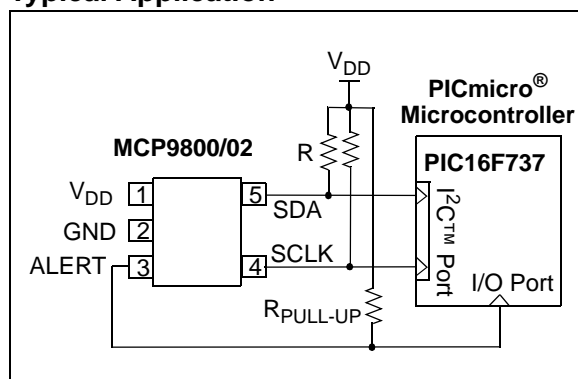 Typical Application
V_DD
PICmicro®
Microcontroller
MCP9800/02
R
PIC16F737
V_DD 1
5 SDA
GND 2
ALERT 3
4 SCLK
I²C™ Port
I/O Port
R_PULL-UP